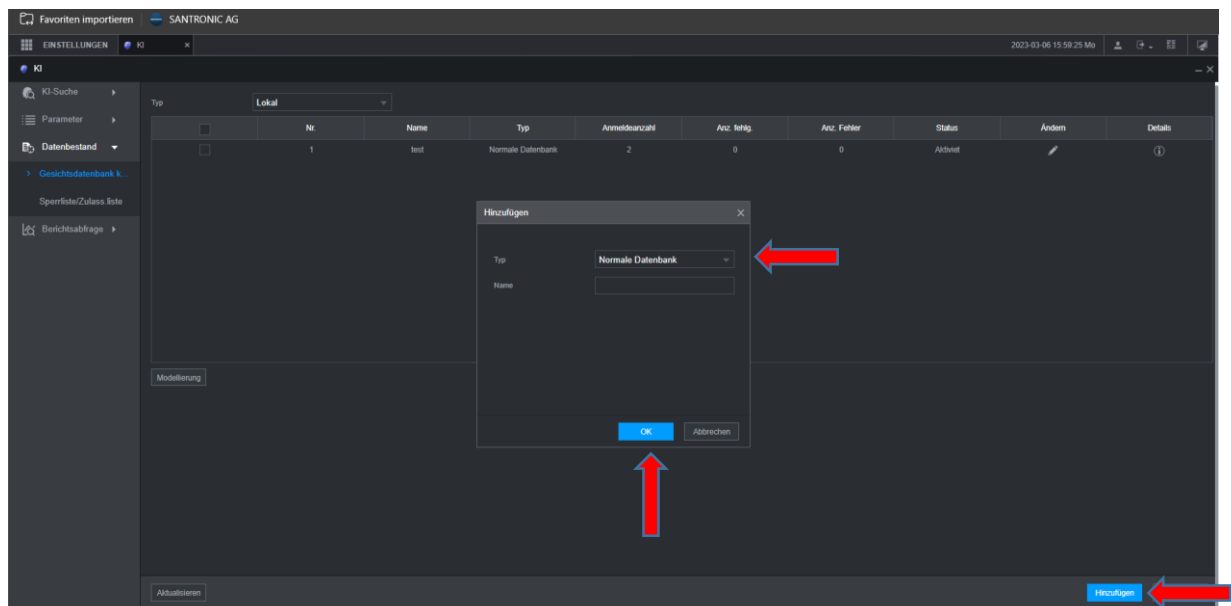 Favoriten importieren SANTRONIC AG
EINSTELLUNGEN KI × 2023-03-06 15:59:25 Mo
KI
KI-Suche
Parameter
Datenbestand
Gesichtsdatenbank k...
Sperrliste/Zulass.liste
Berichtsabfrage
Typ Lokal
Nr. Name Typ Anmeldeanzahl Anz. fehlg. Anz. Fehler Status Ändern Details
1 test Normale Datenbank 2 0 0 Aktiviet
Hinzufügen
Typ Normale Datenbank
Name
OK Abbrechen
Modellierung
Aktualisieren Hinzufügen